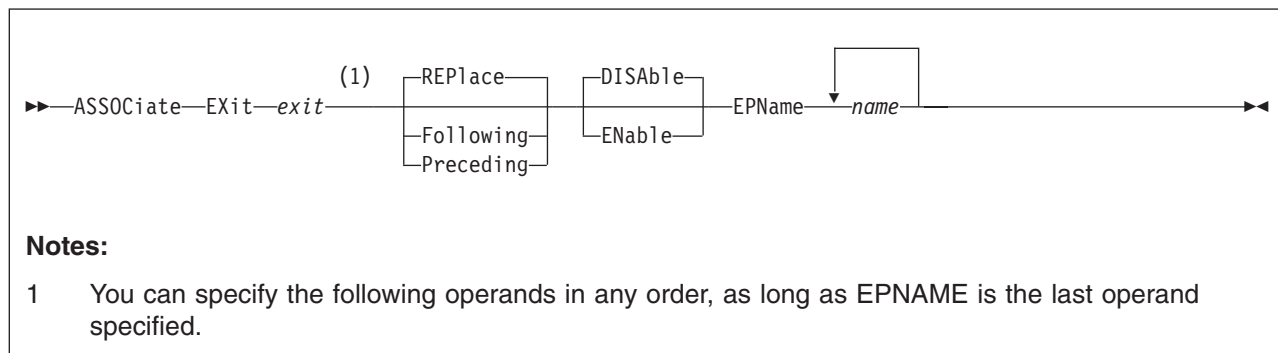 (1) REPlace DISAble
ASSOCiate EXit exit EPName name
Following ENable
Preceding
Notes:
1 You can specify the following operands in any order, as long as EPNAME is the last operand
specified.